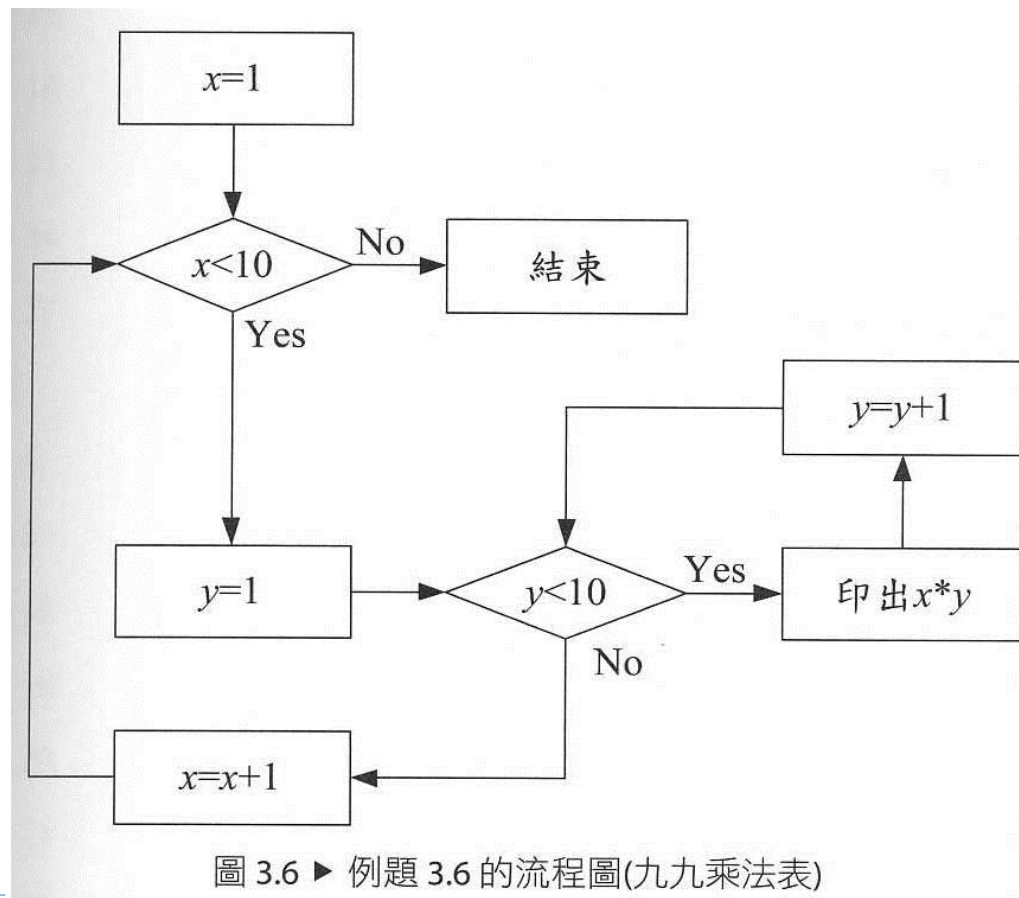 x=1
x<10
No
結束
Yes
y=y+1
y=1
y<10
Yes
印出x*y
No
x=x+1
圖 3.6 ▶ 例題 3.6 的流程圖(九九乘法表)